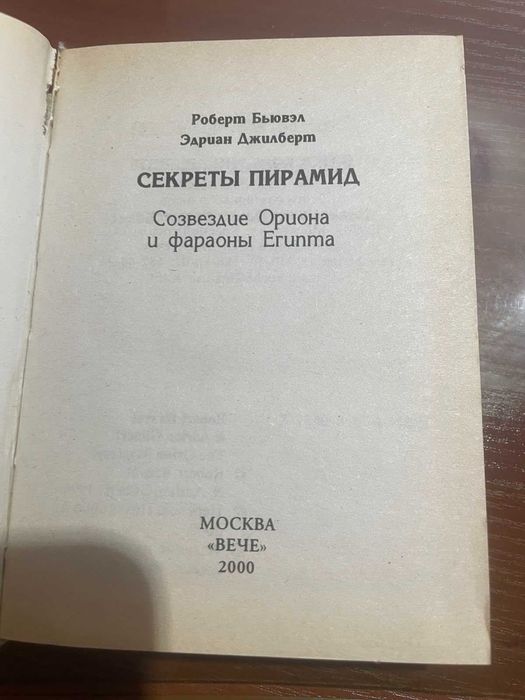 Роберт Бьювэл
Эдриан Джилберт
СЕКРЕТЫ ПИРАМИД
Созвездие Ориона
и фараоны Египта
МОСКВА
«ВЕЧЕ»
2000